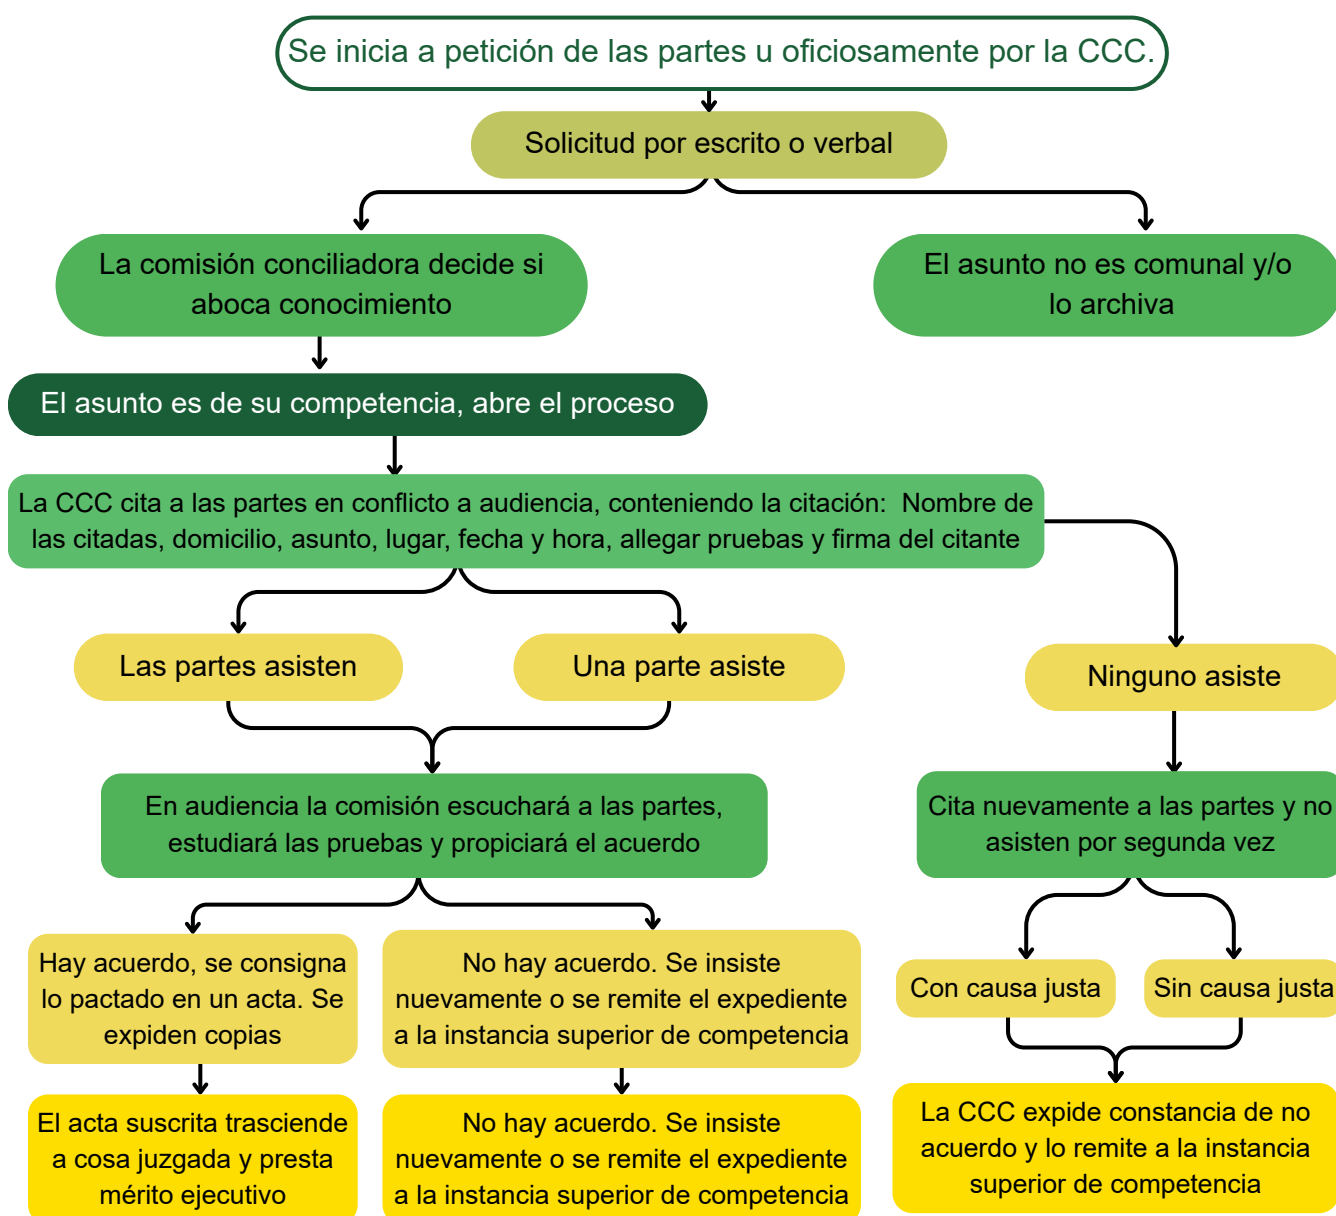 Se inicia a petición de las partes u oficiosamente por la CCC.
Solicitud por escrito o verbal
La comisión conciliadora decide si
aboca conocimiento
El asunto no es comunal y/o
lo archiva
El asunto es de su competencia, abre el proceso
La CCC cita a las partes en conflicto a audiencia, conteniendo la citación:  Nombre de
las citadas, domicilio, asunto, lugar, fecha y hora, allegar pruebas y firma del citante
Las partes asisten
Una parte asiste
Ninguno asiste
En audiencia la comisión escuchará a las partes,
estudiará las pruebas y propiciará el acuerdo
Cita nuevamente a las partes y no
asisten por segunda vez
Hay acuerdo, se consigna
lo pactado en un acta. Se
expiden copias
No hay acuerdo. Se insiste
nuevamente o se remite el expediente
a la instancia superior de competencia
Con causa justa
Sin causa justa
El acta suscrita trasciende
a cosa juzgada y presta
mérito ejecutivo
No hay acuerdo. Se insiste
nuevamente o se remite el expediente
a la instancia superior de competencia
La CCC expide constancia de no
acuerdo y lo remite a la instancia
superior de competencia